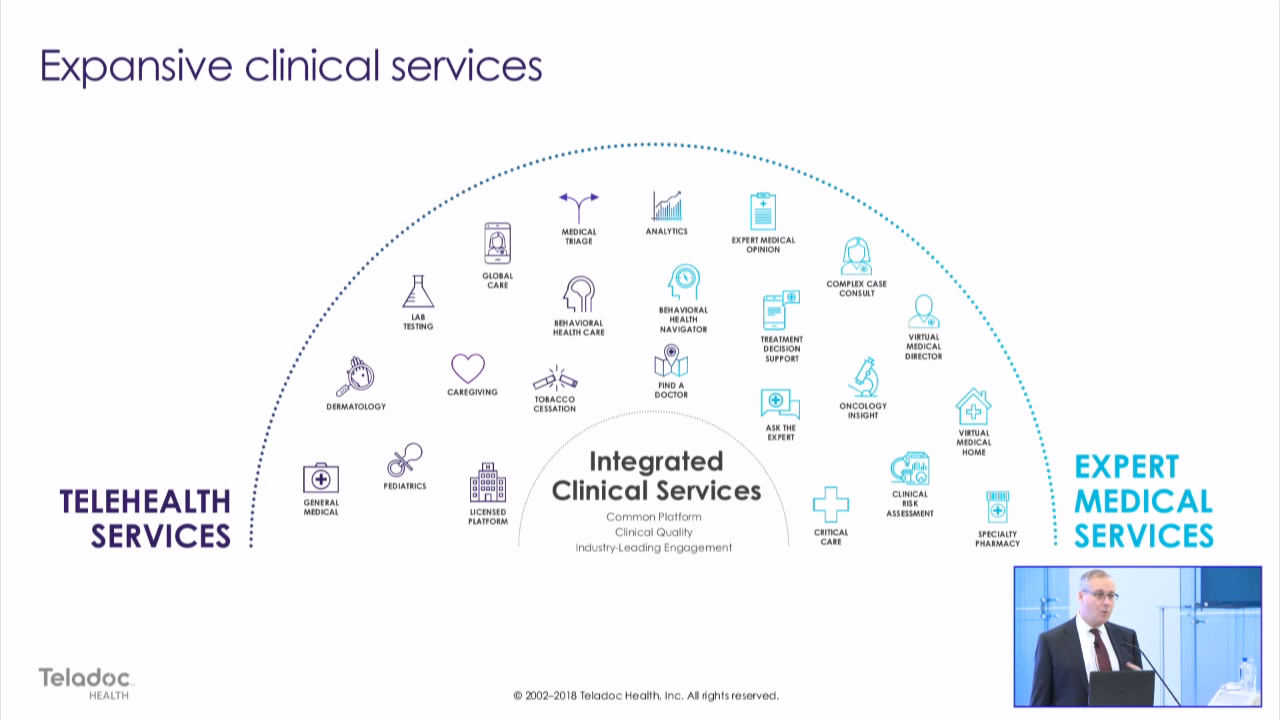 Expansive clinical services
MEDICAL
TRIAGE
ANALYTICS
EXPERT MEDICAL
OPINION
GLOBAL
CARE
COMPLEX CASE
CONSULT
LAB
TESTING
BEHAVIORAL
HEALTH CARE
BEHAVIORAL
HEALTH
NAVIGATOR
TREATMENT
DECISION
SUPPORT
VIRTUAL
MEDICAL
DIRECTOR
DERMATOLOGY
CAREGIVING
TOBACCO
CESSATION
FIND A
DOCTOR
ASK THE
EXPERT
ONCOLOGY
INSIGHT
VIRTUAL
MEDICAL
HOME
GENERAL
MEDICAL
PEDIATRICS
LICENSED
PLATFORM
CRITICAL
CARE
CLINICAL
RISK
ASSESSMENT
SPECIALTY
PHARMACY
TELEHEALTH
SERVICES
Integrated
Clinical Services
Common Platform
Clinical Quality
Industry-Leading Engagement
EXPERT
MEDICAL
SERVICES
Teladoc
HEALTH
© 2002–2018 Teladoc Health, Inc. All rights reserved.